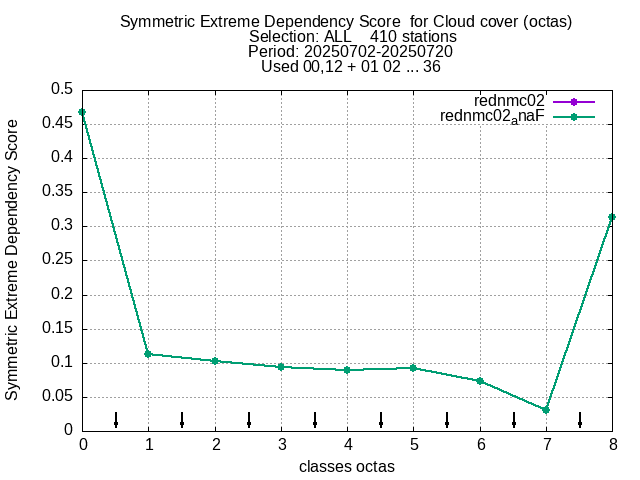 Symmetric Extreme Dependency Score  for Cloud cover (octas)
Selection: ALL    410 stations
Period: 20250702-20250720
Used 00,12 + 01 02 ... 36
rednmc02
rednmc02anaF
Symmetric Extreme Dependency Score
0.5
0.45
0.4
0.35
0.3
0.25
0.2
0.15
0.1
0.05
0
0 1 2 3 4 5 6 7 8
classes octas